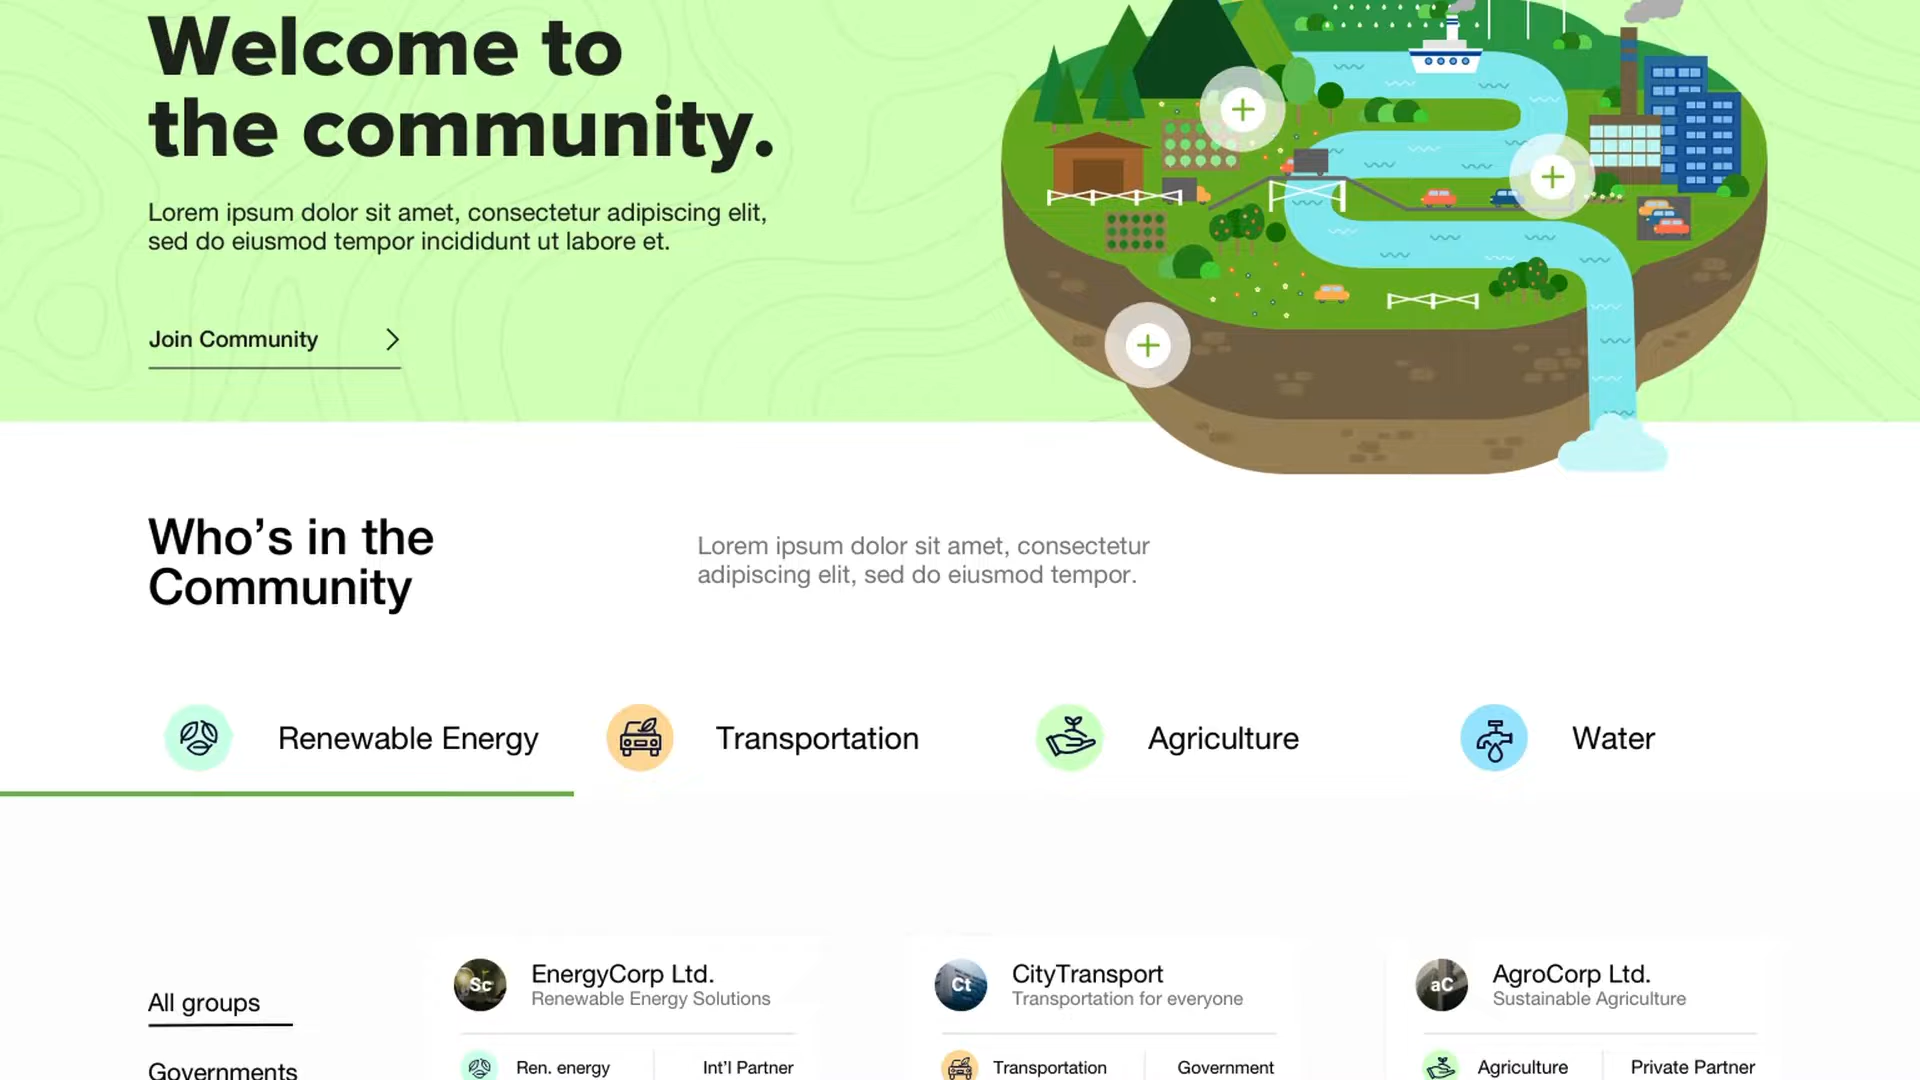 Welcome to
the community.
Lorem ipsum dolor sit amet, consectetur adipiscing elit,
sed do eiusmod tempor incididunt ut labore et.
Join Community
Who’s in the
Community
Lorem ipsum dolor sit amet, consectetur
adipiscing elit, sed do eiusmod tempor.
Renewable Energy
Transportation
Agriculture
Water
All groups
Governments
Sc
EnergyCorp Ltd.
Renewable Energy Solutions
Ren. energy
Int’l Partner
Ct
CityTransport
Transportation for everyone
Transportation
Government
aC
AgroCorp Ltd.
Sustainable Agriculture
Agriculture
Private Partner